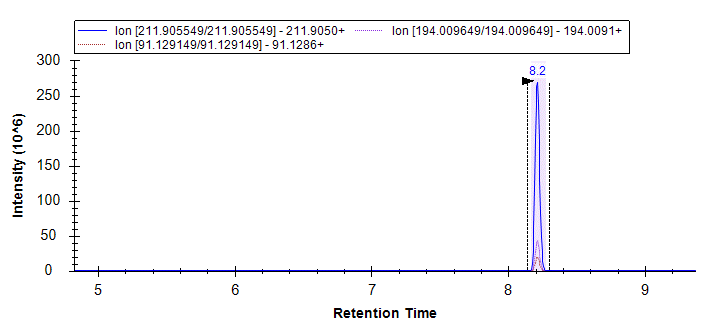 Ion [211.905549/211.905549] - 211.9050+ Ion [194.009649/194.009649] - 194.0091+
Ion [91.129149/91.129149] - 91.1286+
300
8.2
250
200
150
100
50
0
Intensity (10^6)
5 6 7 8 9
Retention Time